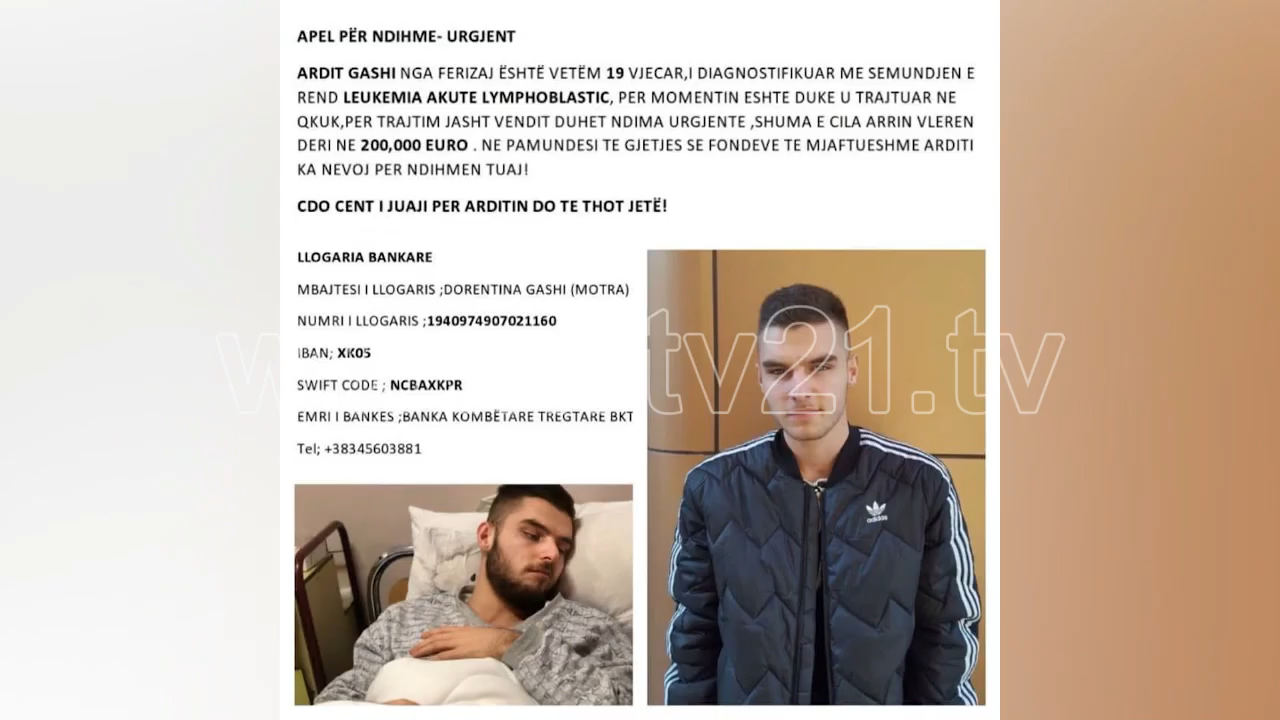 APEL PËR NDIHME- URGJENT
ARDIT GASHI NGA FERIZAJ ËSHTË VETËM 19 VJECAR,I DIAGNOSTIFIKUAR ME SEMUNDJEN E
REND LEUKEMIA AKUTE LYMPHOBLASTIC, PER MOMENTIN ESHTE DUKE U TRAJTUAR NE
QKUK,PER TRAJTIM JASHT VENDIT DUHET NDIMA URGJENTE ,SHUMA E CILA ARRIN VLEREN
DERI NE 200,000 EURO . NE PAMUNDESI TE GJETJES SE FONDEVE TE MJAFTUESHME ARDITI
KA NEVOJ PER NDIHMEN TUAJ!
CDO CENT I JUAJI PER ARDITIN DO TE THOT JETË!
LLOGARIA BANKARE
MBAJTESI I LLOGARIS ;DORENTINA GASHI (MOTRA)
NUMRI I LLOGARIS ;1940974907021160
IBAN; XK05
SWIFT CODE ; NCBAXKPR
EMRI I BANKES ;BANKA KOMBËTARE TREGTARE BKT
Tel; +38345603881
adidas
tv21.tv